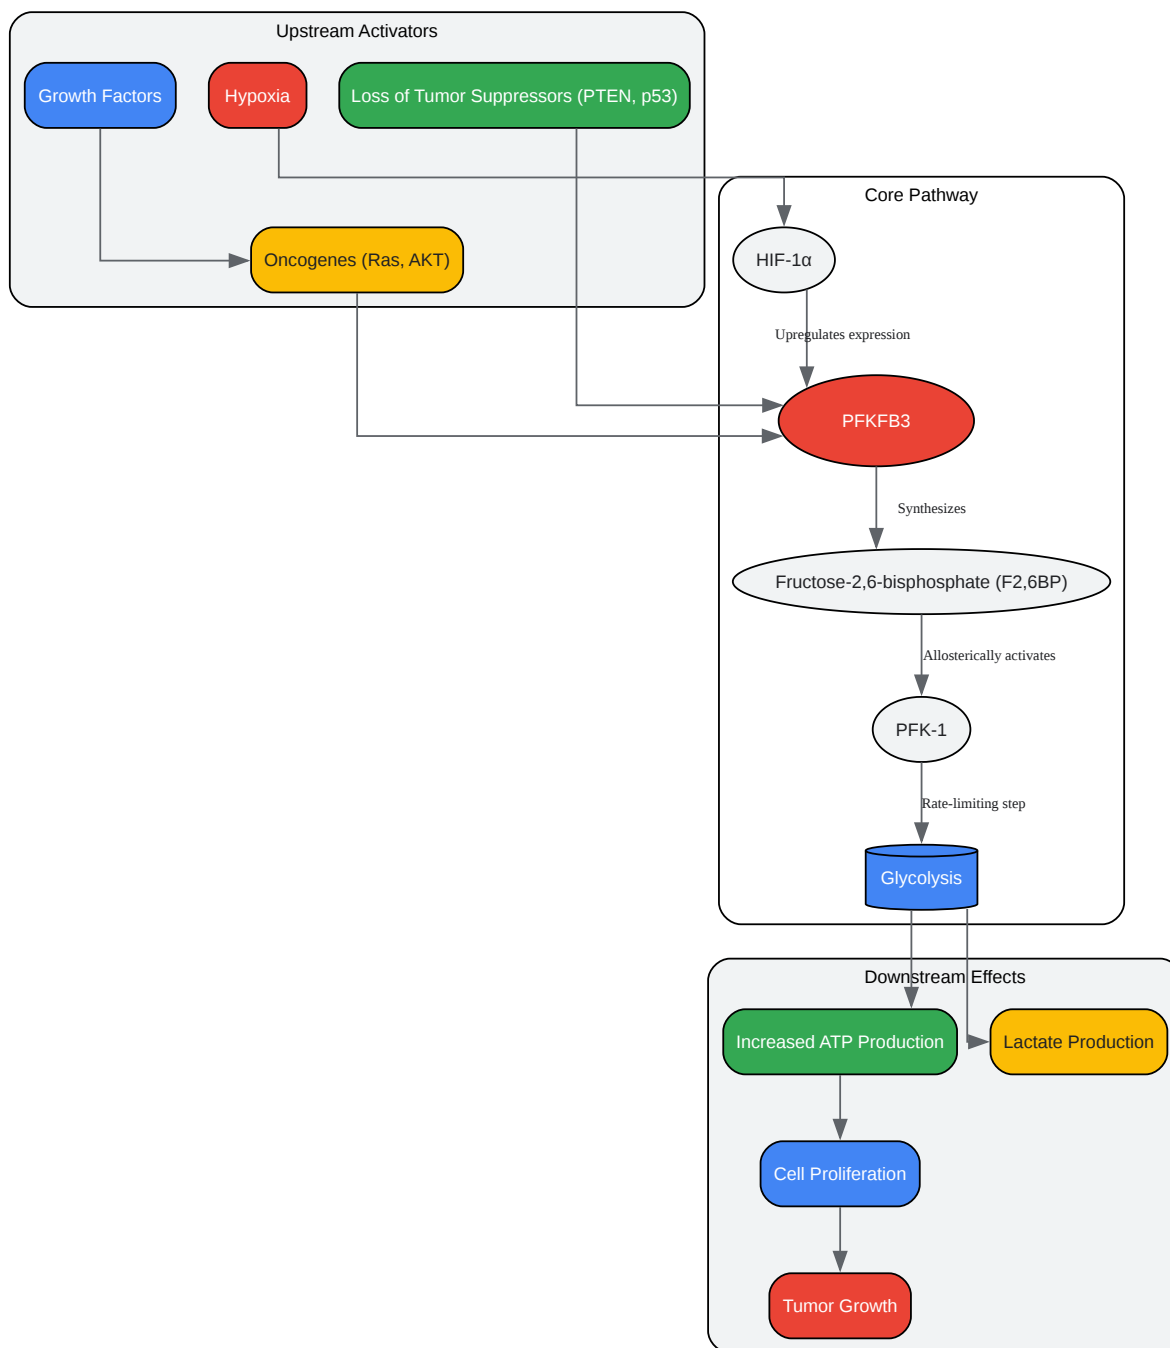 Upstream Activators
Growth Factors
Hypoxia
Loss of Tumor Suppressors (PTEN, p53)
Oncogenes (Ras, AKT)
Core Pathway
HIF-1α
Upregulates expression
PFKFB3
Synthesizes
Fructose-2,6-bisphosphate (F2,6BP)
Allosterically activates
PFK-1
Rate-limiting step
Glycolysis
Downstream Effects
Increased ATP Production
Lactate Production
Cell Proliferation
Tumor Growth